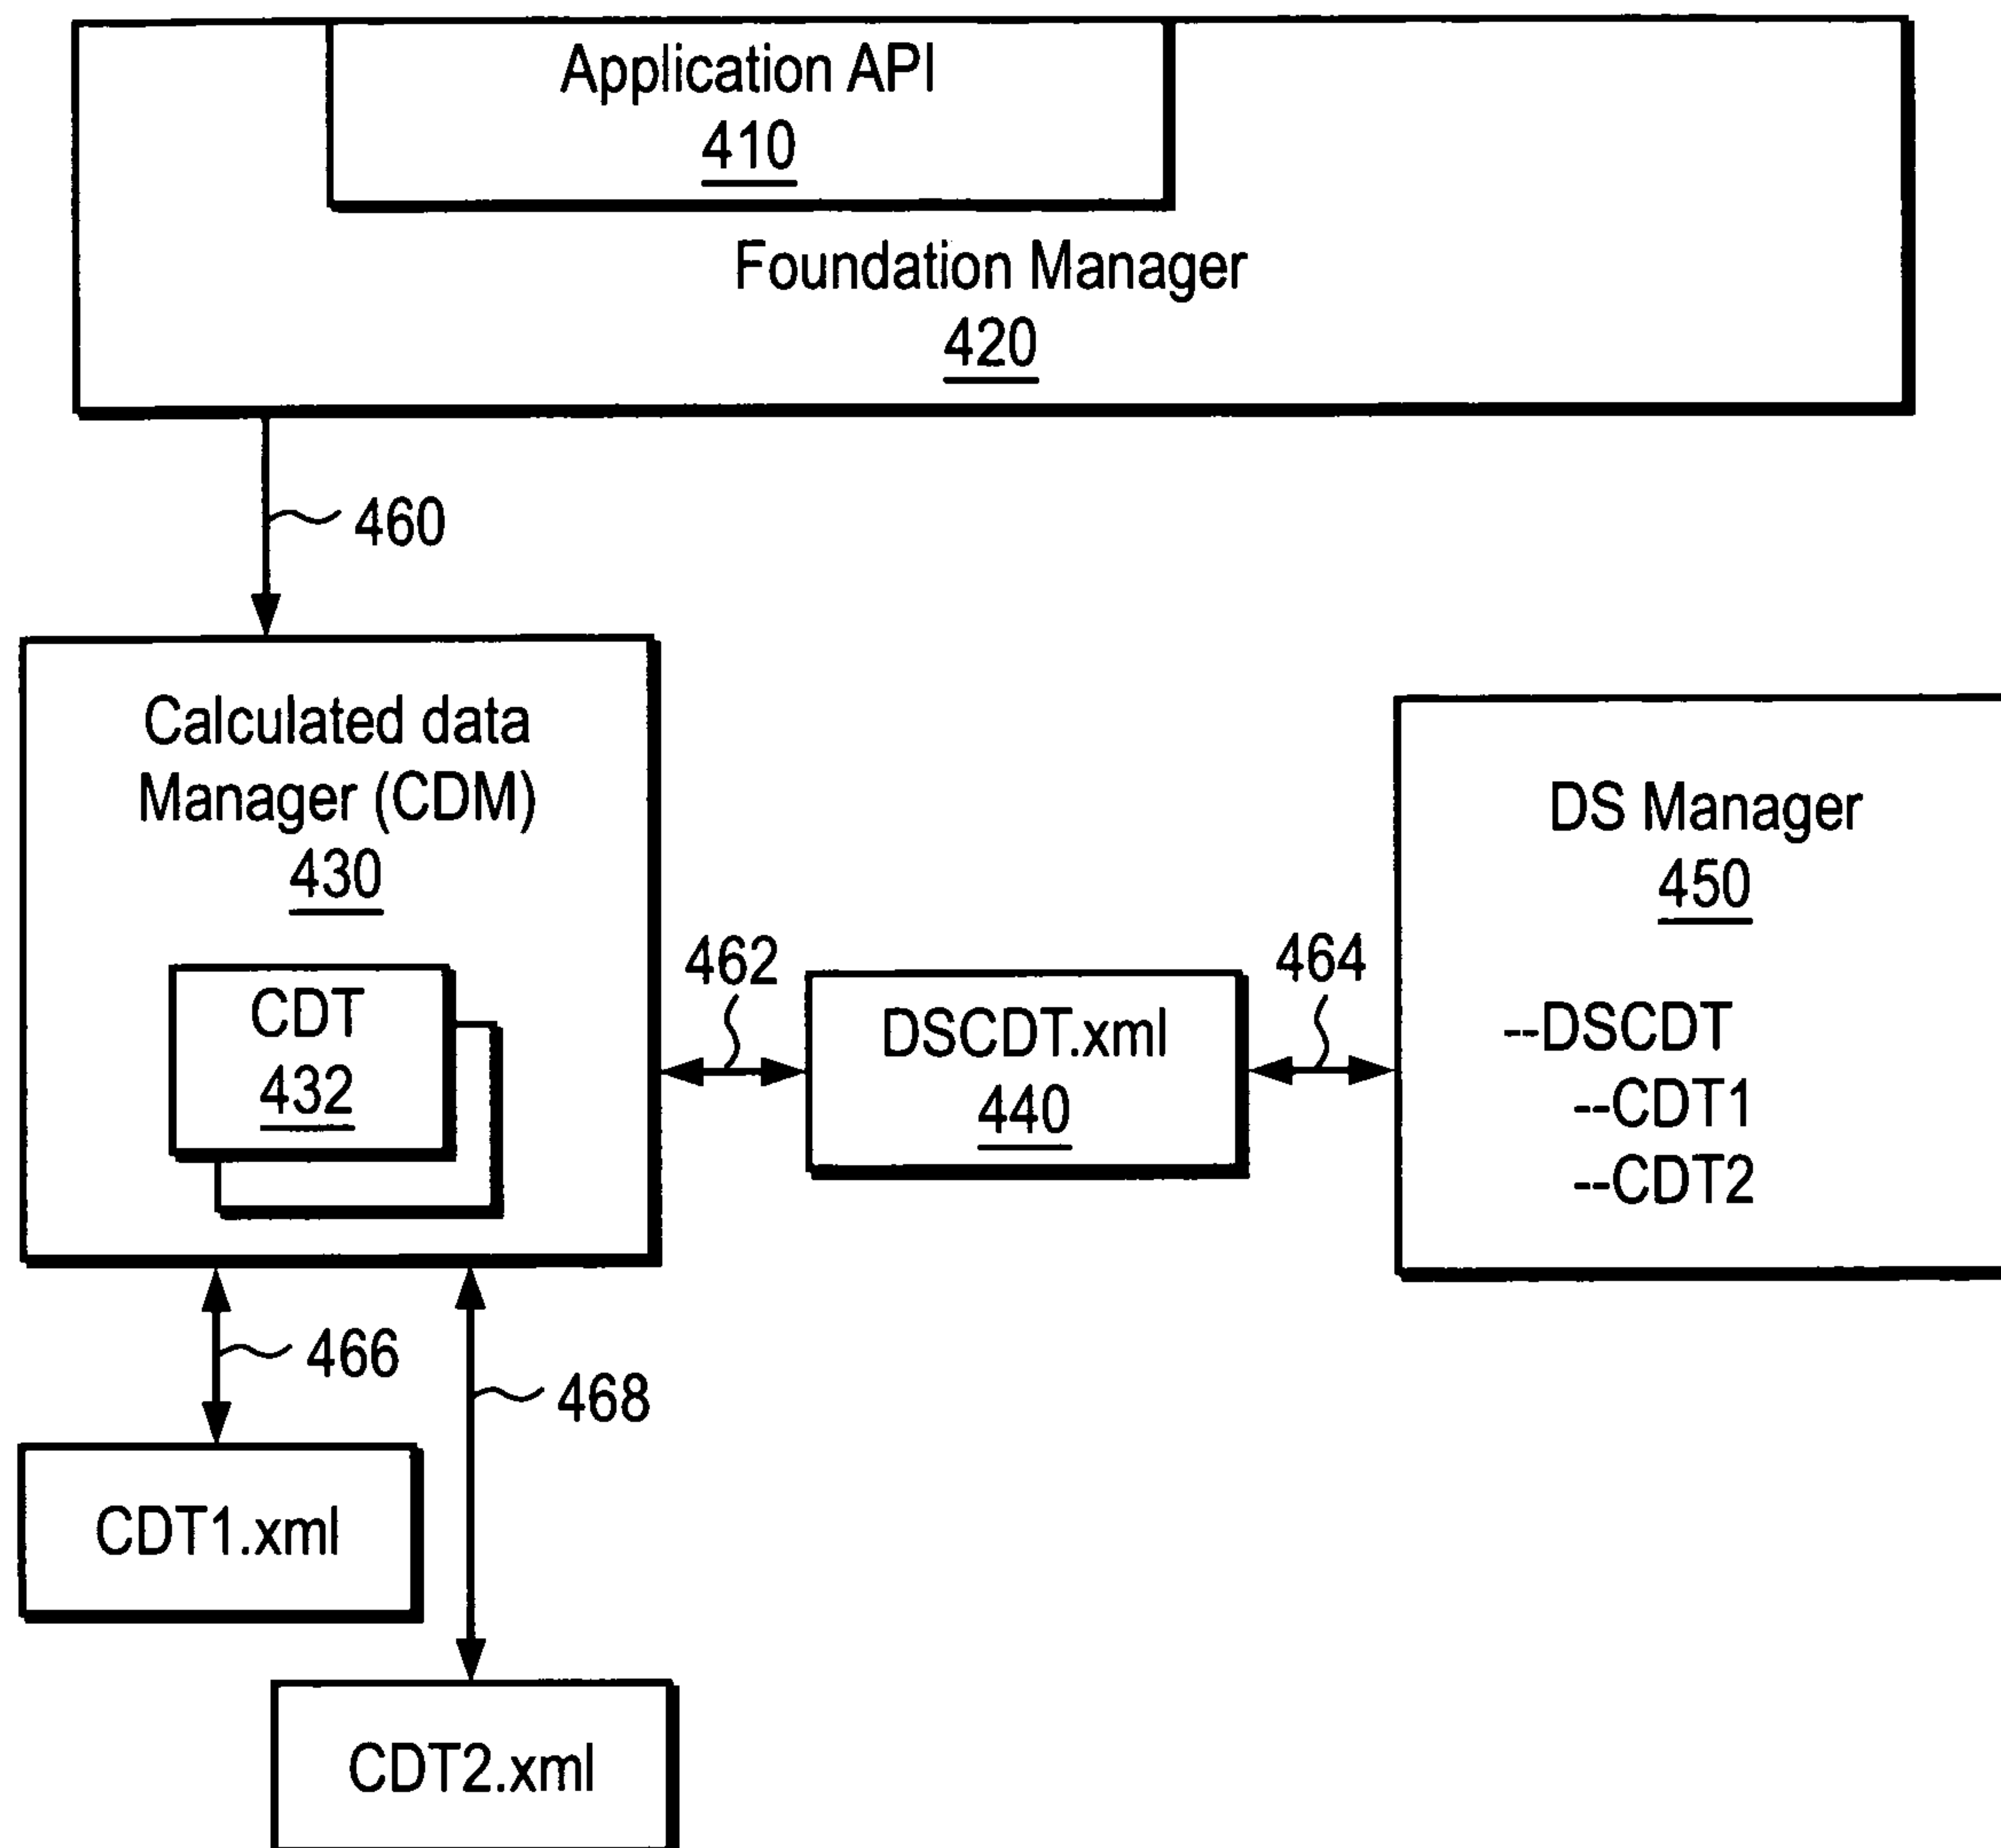 Application API
410
Foundation Manager
420
460
Calculated data
Manager (CDM)
430
CDT
432
462
DSCDT.xml
440
464
DS Manager
450
--DSCDT
--CDT1
--CDT2
466
468
CDT1.xml
CDT2.xml